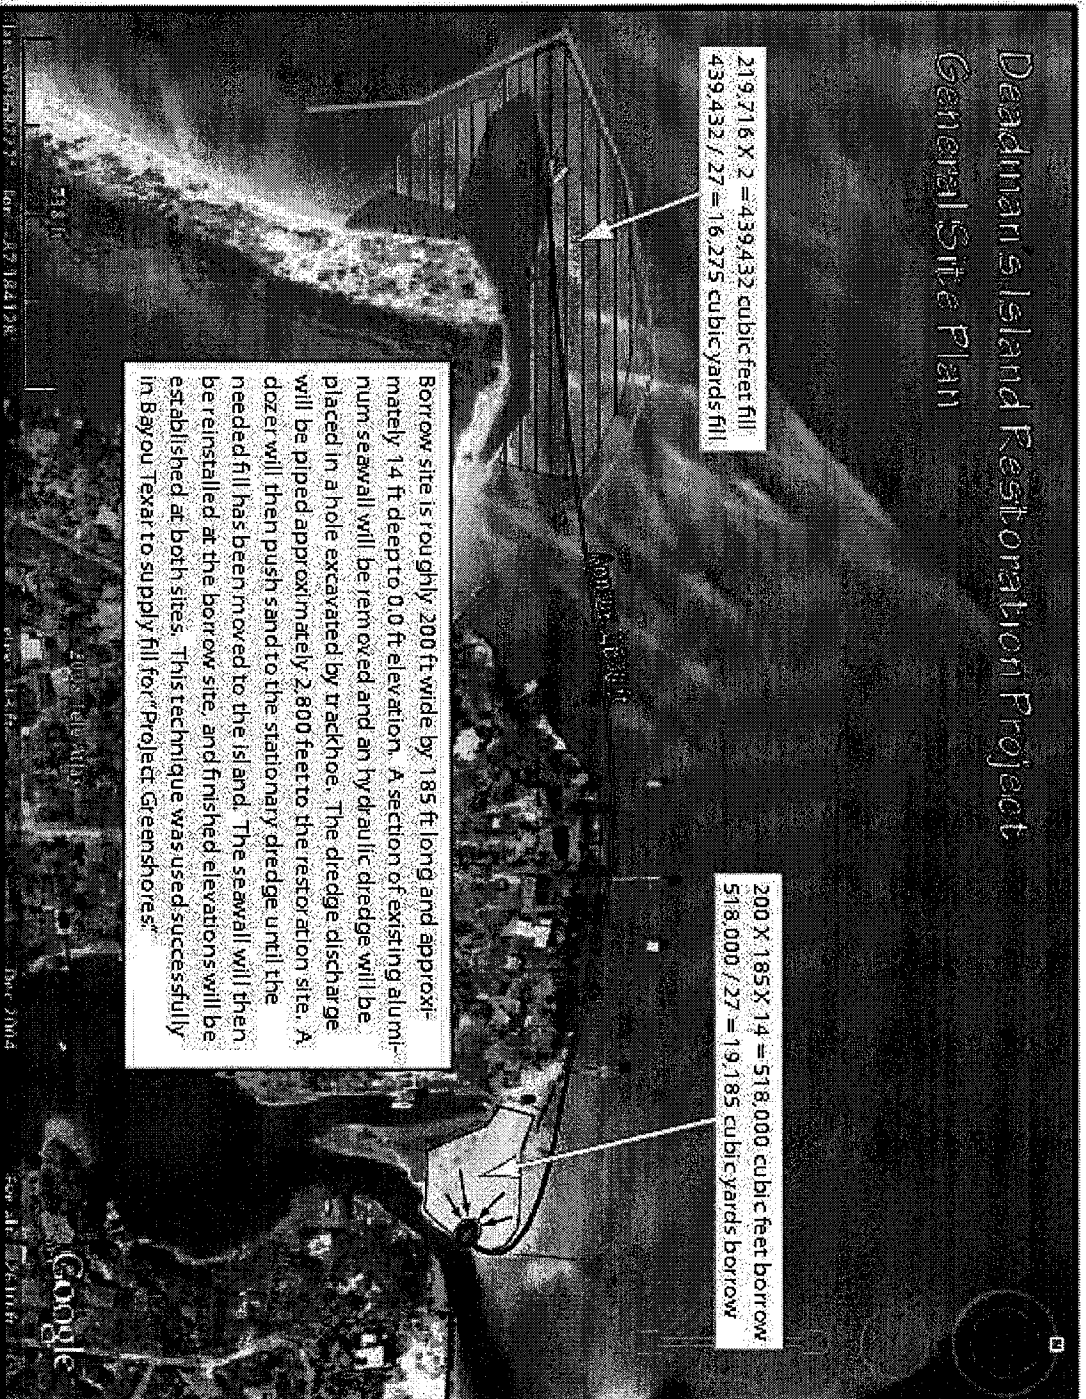 Deadman's Island Restoration Project
General Site Plan
219,716 X 2 = 439,432 cubic feet fill
439,432 / 27 = 16,275 cubic yards fill
200 X 185 X 14 = 518,000 cubic feet borrow
518,000 / 27 = 19,185 cubic yards borrow
Borrow site is roughly 200 ft wide by 185 ft long and approxi-
mately 14 ft deep to 0.0 ft elevation. A section of existing alumi-
num seawall will be removed and an hydraulic dredge will be
placed in a hole excavated by trackhoe. The dredge discharge
will be piped approximately 2,800 feet to the restoration site. A
dozer will then push sand to the stationary dredge until the
needed fill has been moved to the island. The seawall will then
be reinstalled at the borrow site, and finished elevations will be
established at both sites. This technique was used successfully
in Bayou Texar to supply fill for "Project Greenshores."
Google